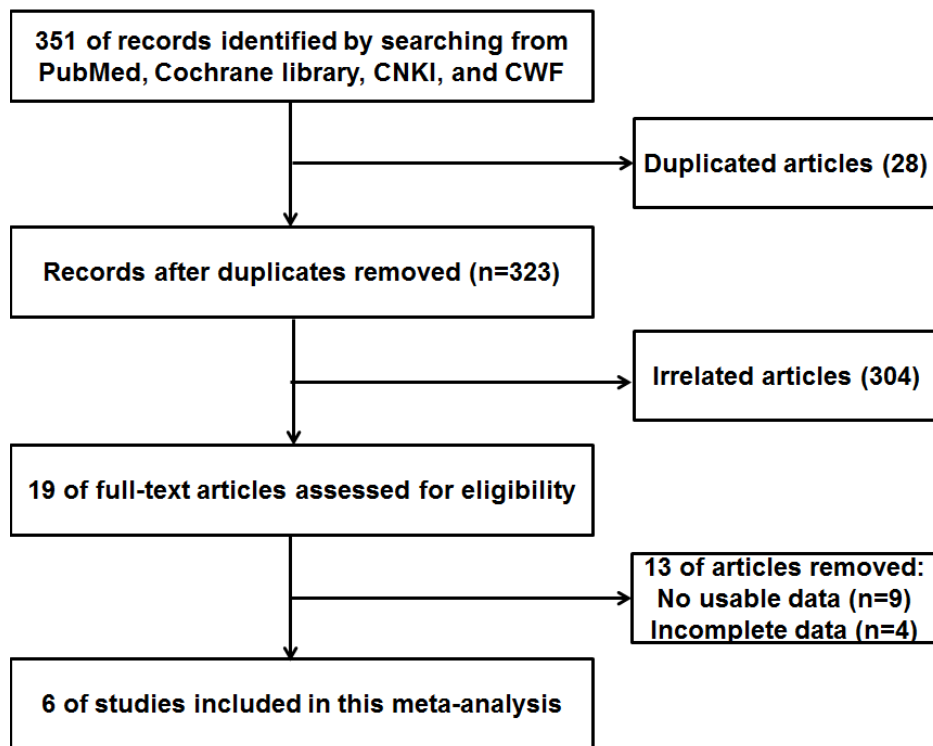 351 of records identified by searching from
PubMed, Cochrane library, CNKI, and CWF
Duplicated articles (28)
Records after duplicates removed (n=323)
Irrelated articles (304)
19 of full-text articles assessed for eligibility
13 of articles removed:
No usable data (n=9)
Incomplete data (n=4)
6 of studies included in this meta-analysis